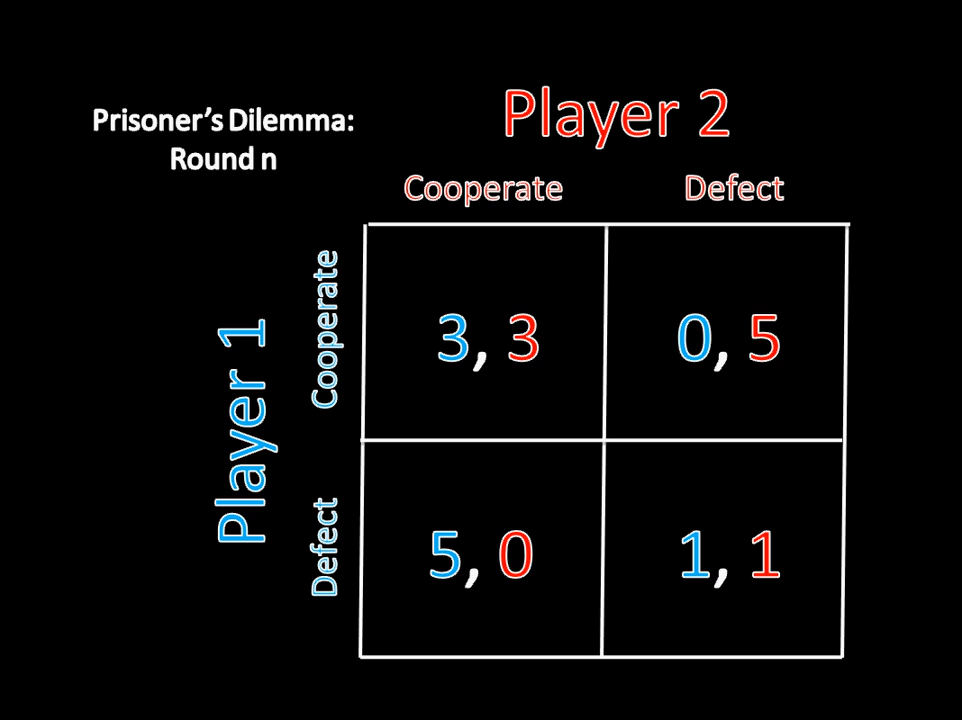 Prisoner's Dilemma:
Round n
Player 2
Cooperate Defect
Player 1
Cooperate
3, 3 0, 5
Defect
5, 0 1, 1